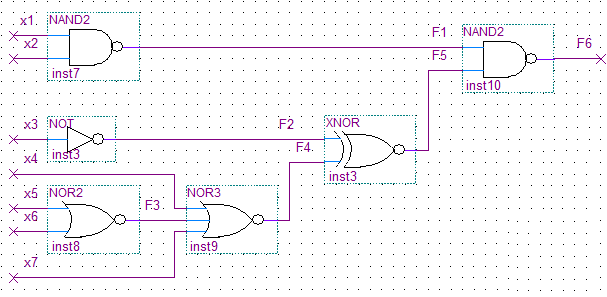 x1 NAND2 F1 NAND2
x2 F5 F6
inst7 inst10
x3 NOT F2 XNOR
x4 inst3 F4 inst3
x5 NOR2 F3 NOR3
x6
inst8 inst9
x7